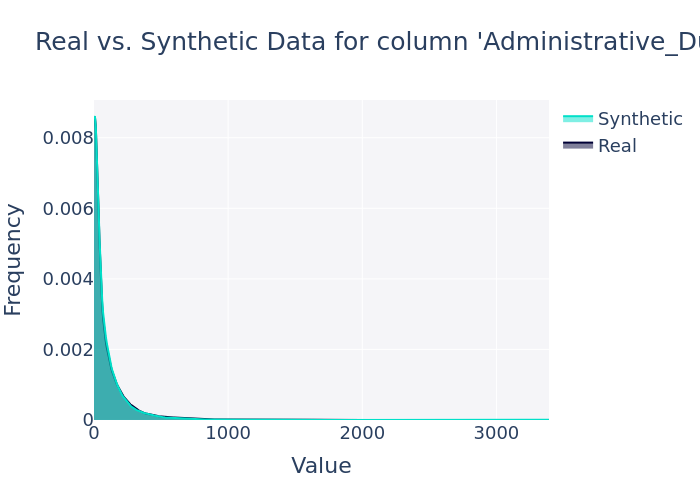 Real vs. Synthetic Data for column 'Administrative_Du
Synthetic
Real
Frequency
0.008
0.006
0.004
0.002
0
0 1000 2000 3000
Value